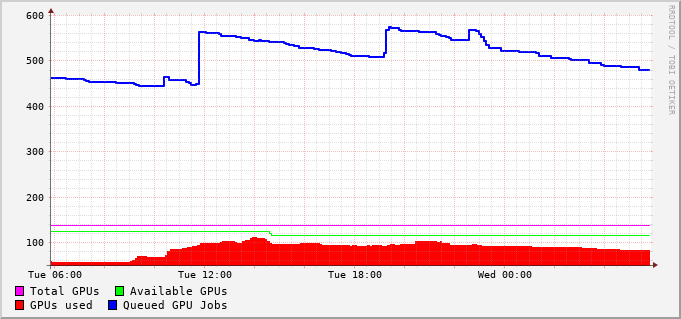 600
500
400
300
200
100
Tue 06:00 Tue 12:00 Tue 18:00 Wed 00:00
Total GPUs Available GPUs
GPUs used Queued GPU Jobs
RRDTOOL / TOBI OETIKER